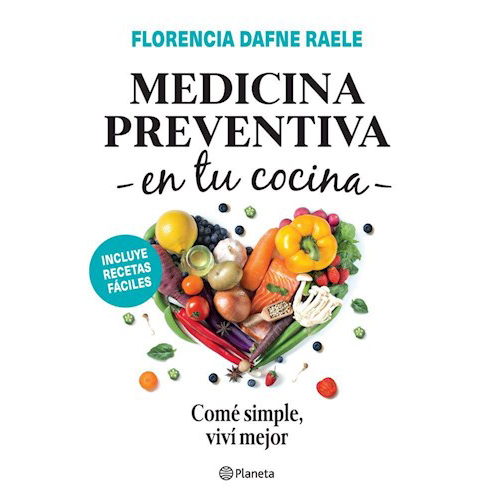 FLORENCIA DAFNE RAELE
MEDICINA
PREVENTIVA
- en tu cocina -
INCLUYE
RECETAS
FÁCILES
Comé simple,
viví mejor
Planeta